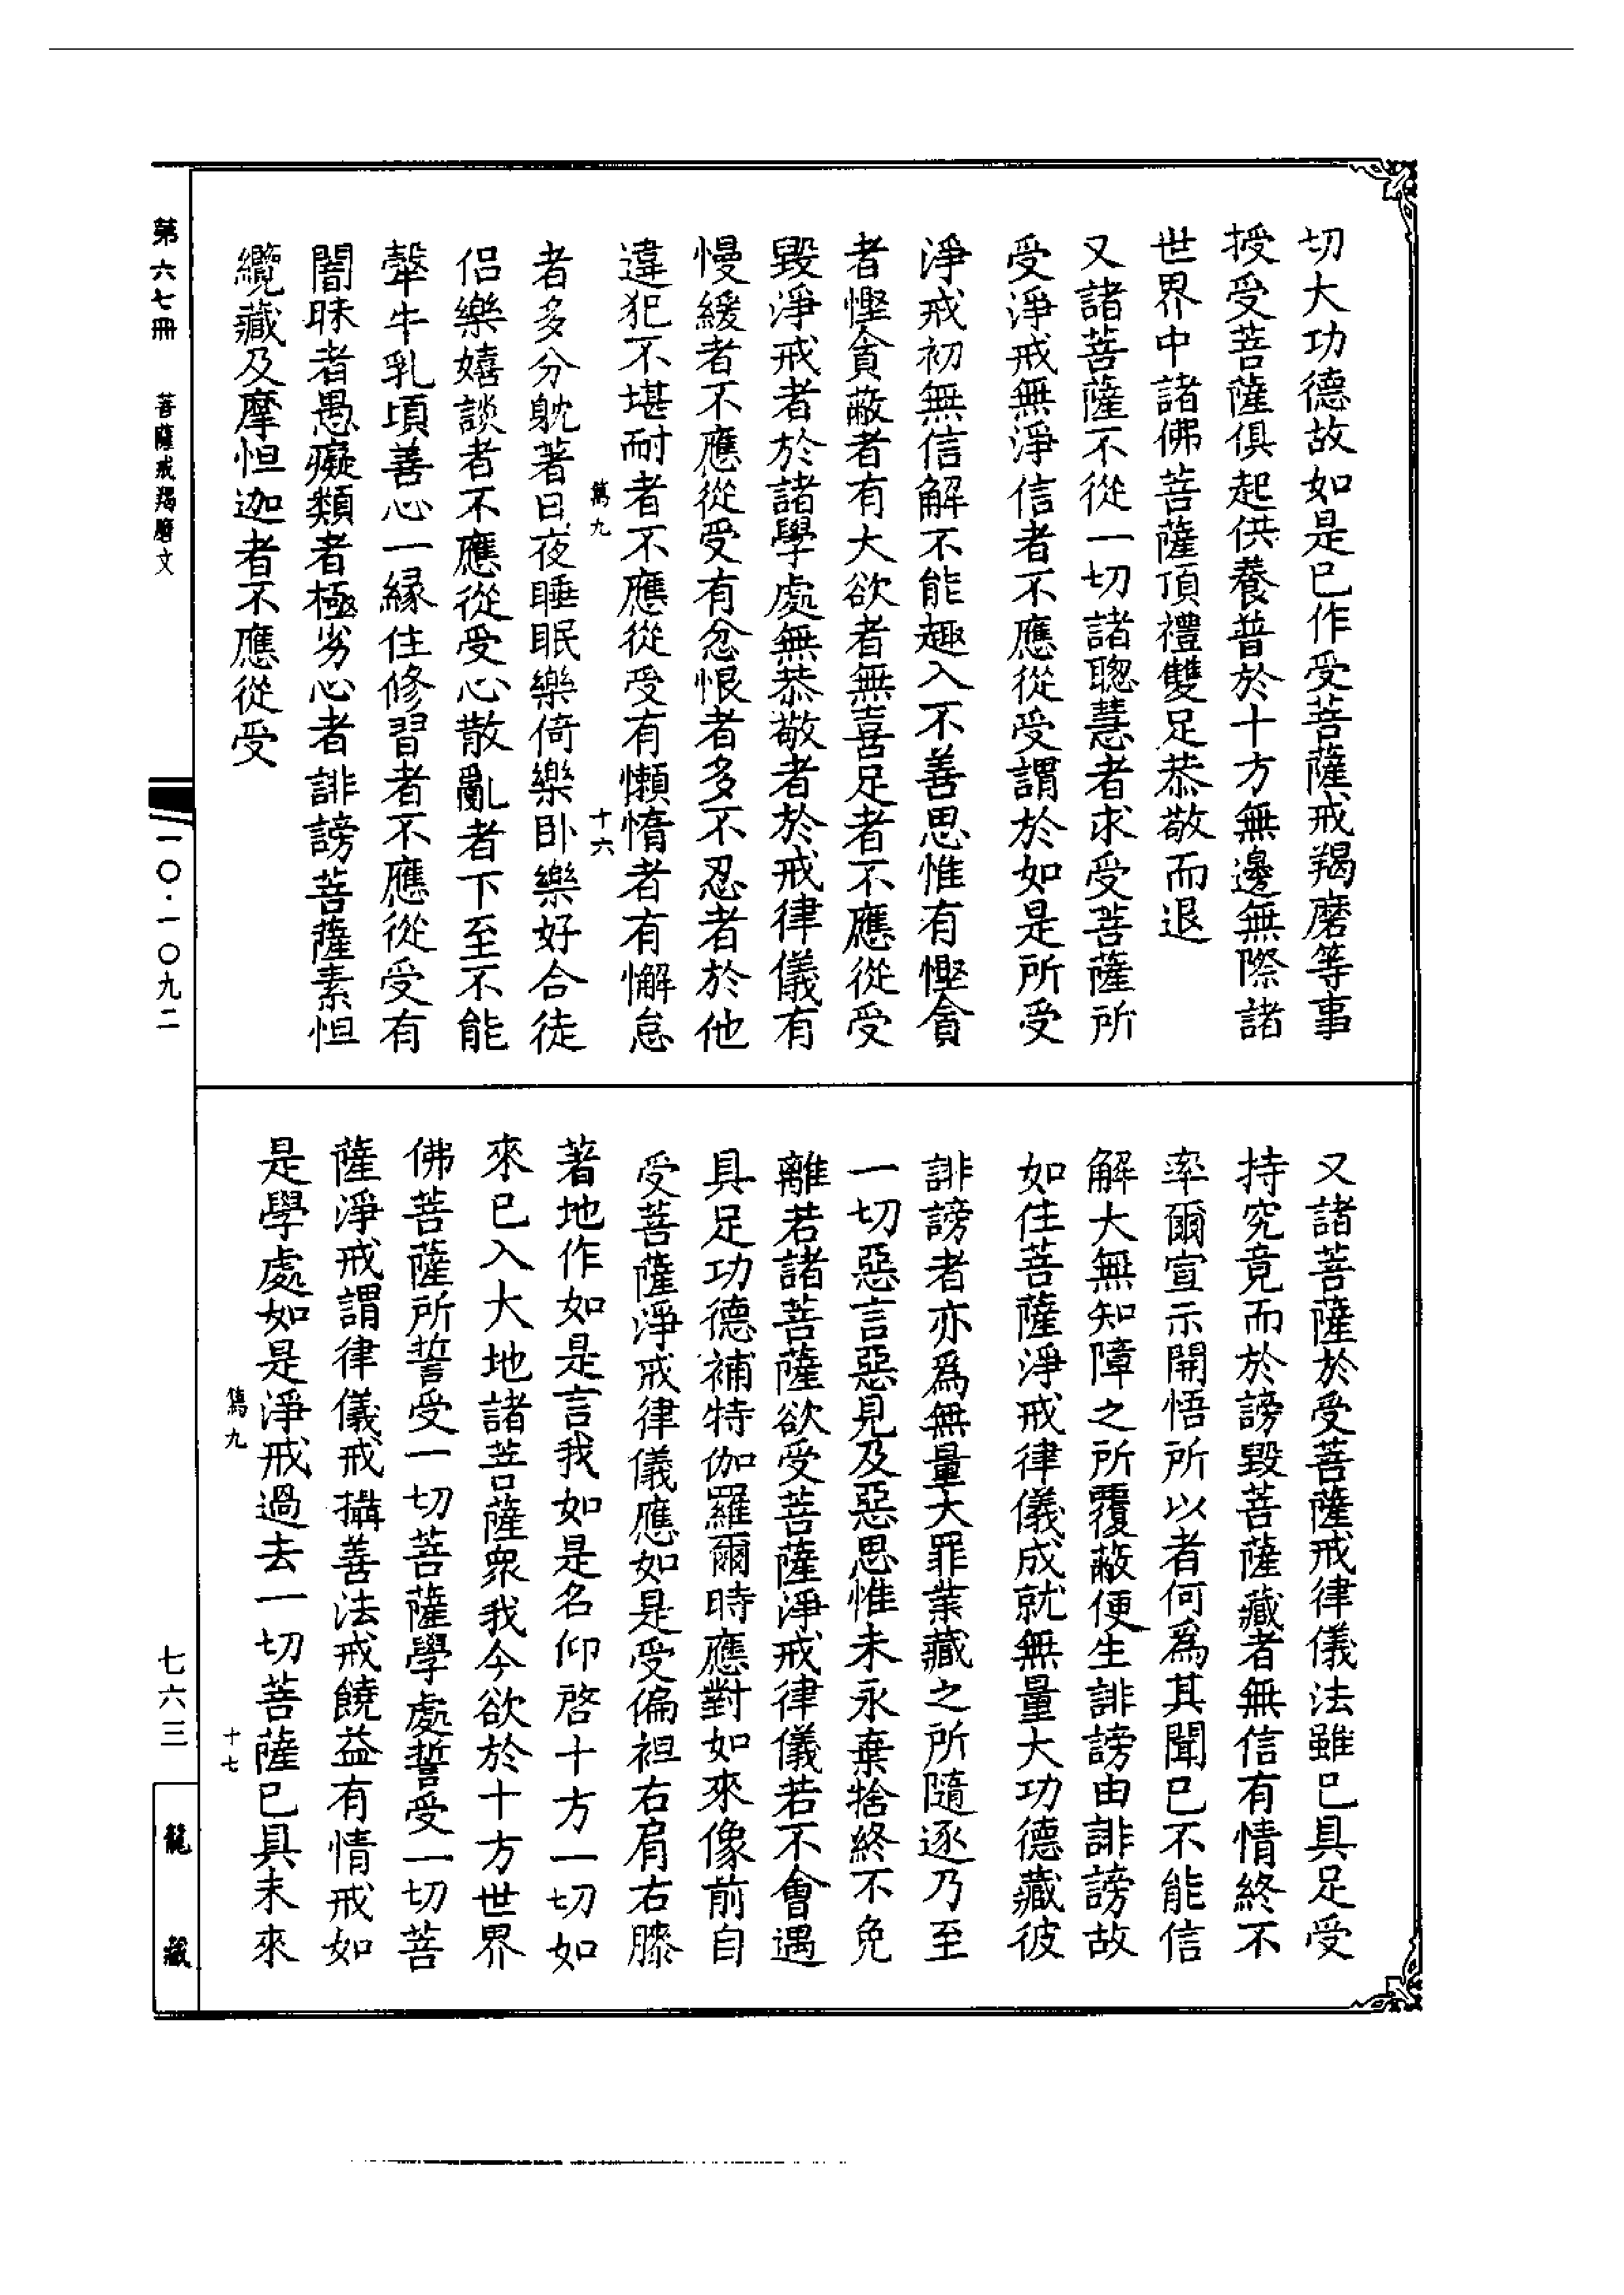 切大功德故如是已作受菩薩戒羯磨等事
授受菩薩俱起供養普於十方無邊無際諸
世界中諸佛菩薩頂禮雙足恭敬而退
又諸菩薩不從一切諸聰慧者求受菩薩所
受淨戒無淨信者不應從受謂於如是所受
淨戒初無信解不能趣入不善思惟有慳貪
者慳貪蔽者有大欲者無喜足者不應從受
毀淨戒者於諸學處無恭敬者於戒律儀有
慢緩者不應從受有忿恨者多不忍者於他
違犯不堪耐者不應從受有懶惰者有懈怠
雋九 十六
者多分躭著日夜睡眠樂倚樂卧樂好合徒
侶樂嬉談者不應從受心散亂者下至不能
𤛓牛乳頃善心一緣住修習者不應從受有
闇昧者愚癡類者極劣心者誹謗菩薩素怛
纜藏及摩怛迦者不應從受
又諸菩薩於受菩薩戒律儀法雖已具足受
持究竟而於謗毀菩薩藏者無信有情終不
率爾宣示開悟所以者何為其聞已不能信
解大無知障之所覆蔽便生誹謗由誹謗故
如住菩薩淨戒律儀成就無量大功德藏彼
誹謗者亦為無量大罪業藏之所隨逐乃至
一切惡言惡見及惡思惟未永棄捨終不免
離若諸菩薩欲受菩薩淨戒律儀若不會遇
具足功德補特伽羅爾時應對如來像前自
受菩薩淨戒律儀應如是受偏袒右肩右膝
著地作如是言我如是名仰啓十方一切如
來已入大地諸菩薩衆我今欲於十方世界
佛菩薩所誓受一切菩薩學處誓受一切菩
薩淨戒謂律儀戒攝善法戒饒益有情戒如
是學處如是淨戒過去一切菩薩已具未來
雋九 十七
第六七冊 菩薩戒羯磨文 一〇·一〇九二 七六三 龍藏